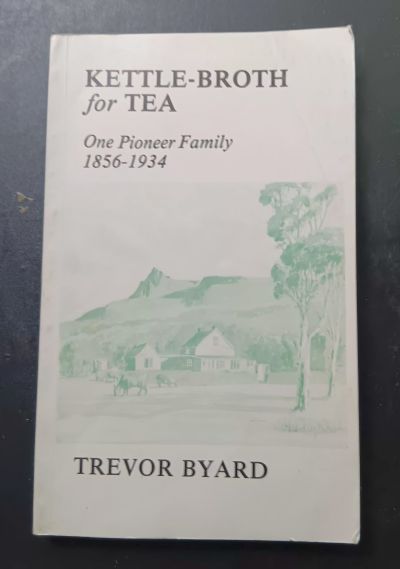 KETTLE-BROTH
for TEA
One Pioneer Family
1856-1934
TREVOR BYARD